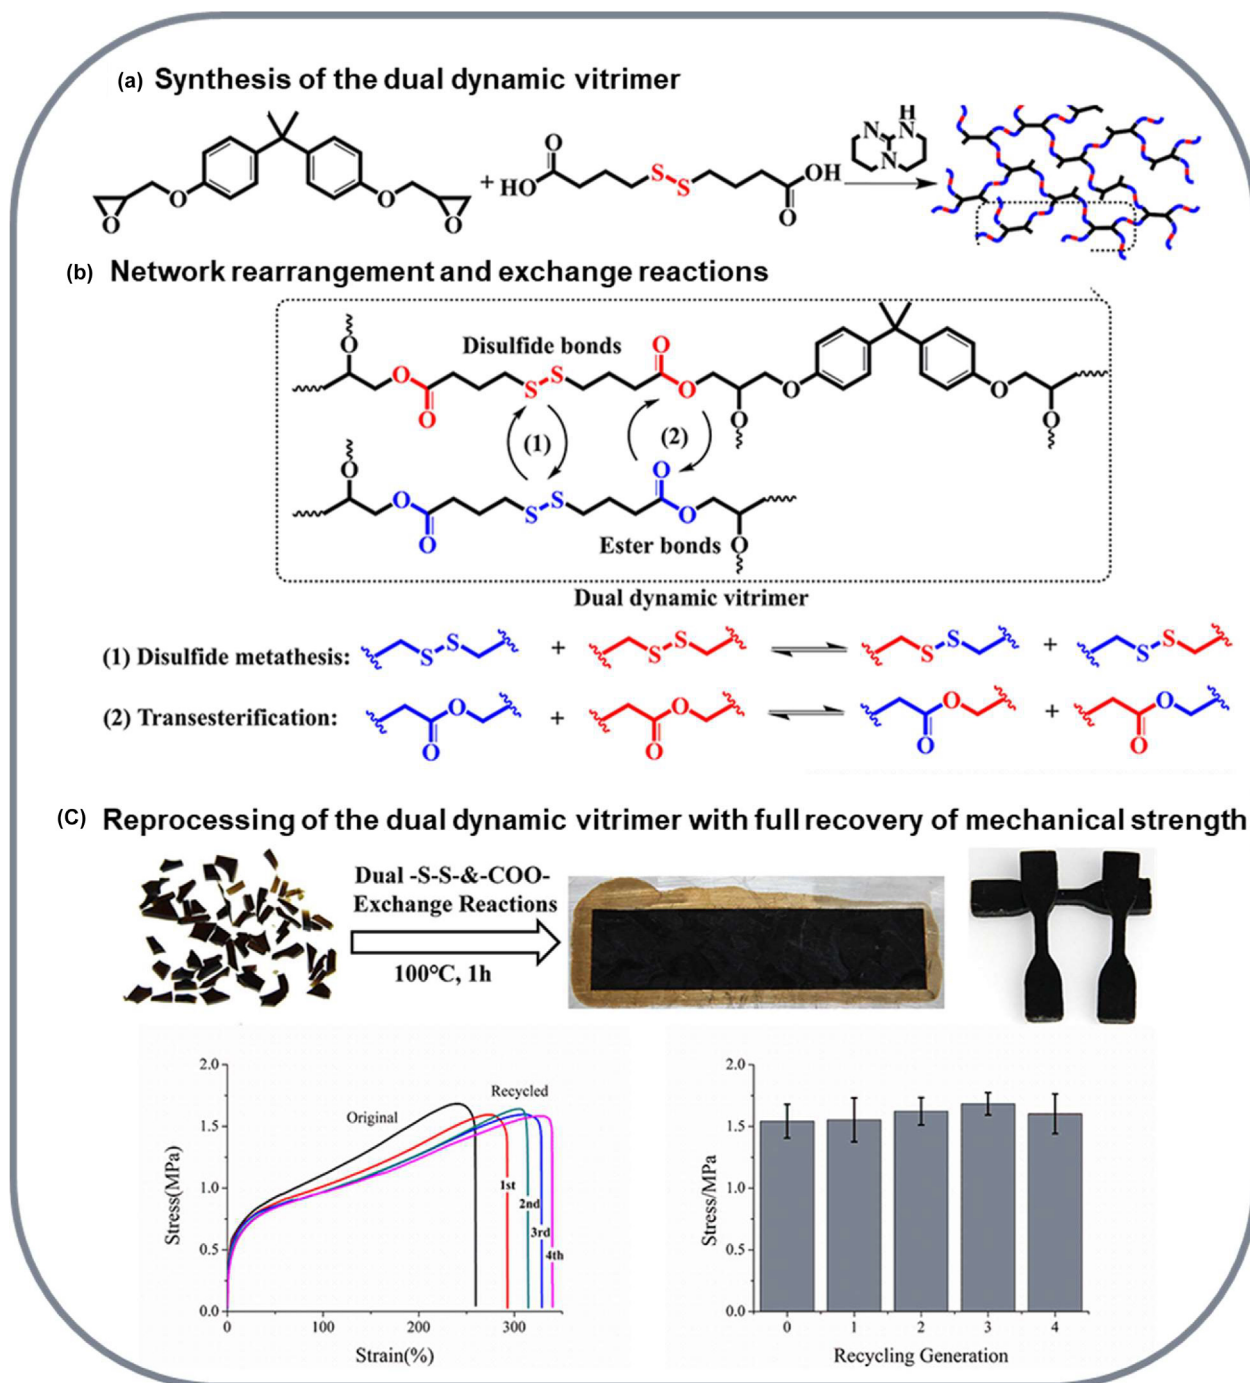 (a) Synthesis of the dual dynamic vitrimer
O
O
O
O
+
HO
O
S
S
O
OH
N
H
N
N
(b) Network rearrangement and exchange reactions
O
Disulfide bonds
O
O
O
S
S
O
O
O
O
O
(1)
(2)
O
O
O
O
S
S
O
O
Ester bonds
O
Dual dynamic vitrimer
(1) Disulfide metathesis: S S + S S S S + S S
(2) Transesterification: O O + O O O O + O O
(C) Reprocessing of the dual dynamic vitrimer with full recovery of mechanical strength
Dual -S-S-&-COO-
Exchange Reactions
100°C, 1h
2.0
1.5
1.0
0.5
0.0
Stress(MPa)
Original
Recycled
1st
2nd
3rd
4th
0 100 200 300
Strain(%)
2.0
1.5
1.0
0.5
0.0
Stress/MPa
0 1 2 3 4
Recycling Generation